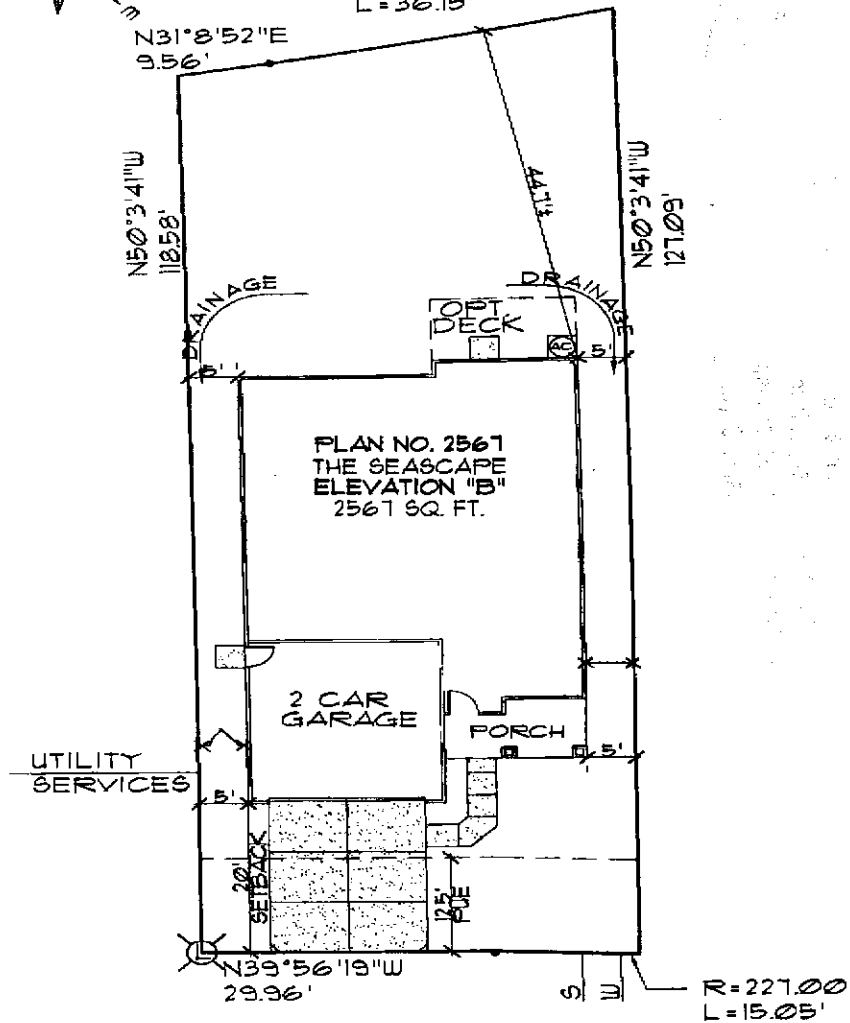 L=36.15'
N31°8'52"E
9.56'
N50°3'41"W
118.58'
44.7'±
N50°3'41"W
127.09'
DRAINAGE
DRAINAGE
OPT
DECK
AC
5'
5'
PLAN NO. 2567
THE SEASCAPE
ELEVATION "B"
2567 SQ. FT.
2 CAR
GARAGE
PORCH
UTILITY
SERVICES
5'
5'
20'
SETBACK
12.5'
PUE
N39°56'19"W
29.96'
S
W
R=227.00
L=15.05'